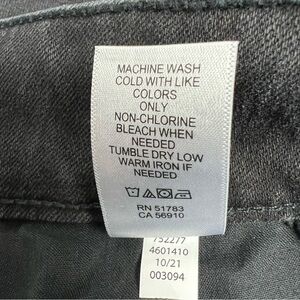 MACHINE WASH
COLD WITH LIKE
COLORS
ONLY
NON-CHLORINE
BLEACH WHEN
NEEDED
TUMBLE DRY LOW
WARM IRON IF
NEEDED
RN 51783
CA 56910
752277
4601410
10/21
003094